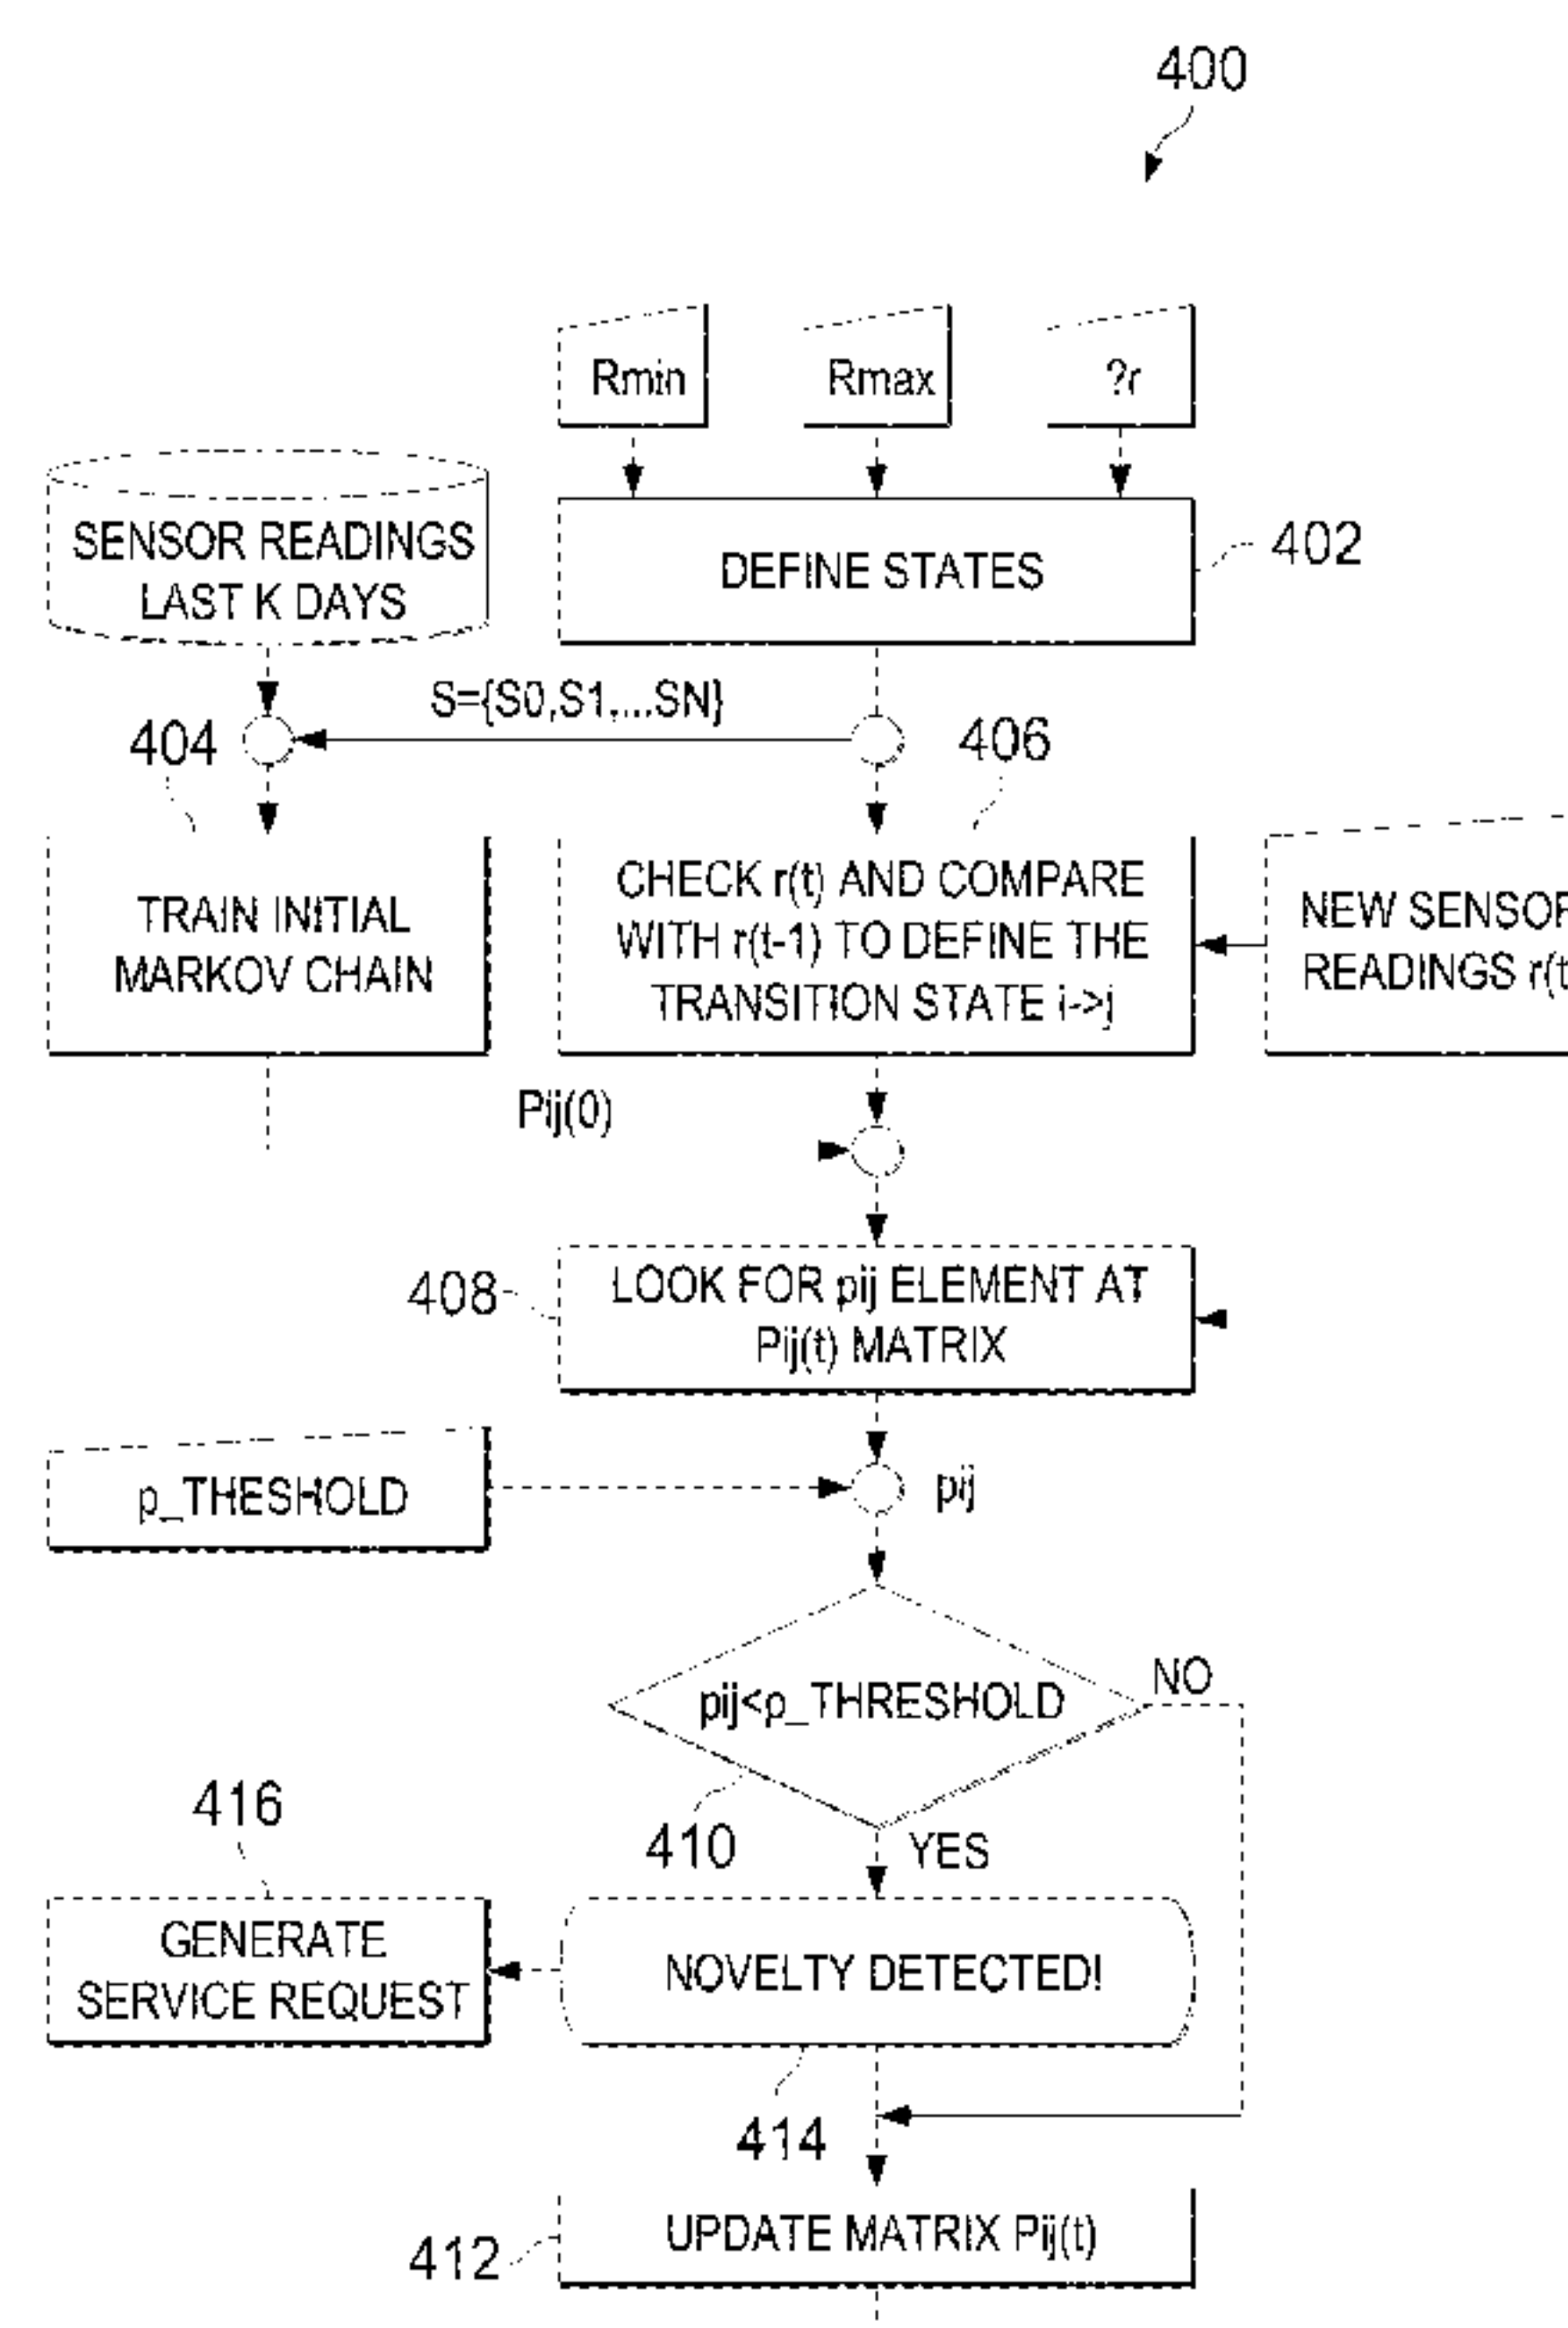 400
Rmin
Rmax
?r
SENSOR READINGS
LAST K DAYS
DEFINE STATES
402
S={S0,S1,...SN}
404
406
TRAIN INITIAL
MARKOV CHAIN
CHECK r(t) AND COMPARE
WITH r(t-1) TO DEFINE THE
TRANSITION STATE i->j
NEW SENSOR
READINGS r(t
Pij(0)
408
LOOK FOR pij ELEMENT AT
Pij(t) MATRIX
p_THESHOLD
pij
pij<p_THRESHOLD
NO
416
410
YES
GENERATE
SERVICE REQUEST
NOVELTY DETECTED!
414
412
UPDATE MATRIX Pij(t)